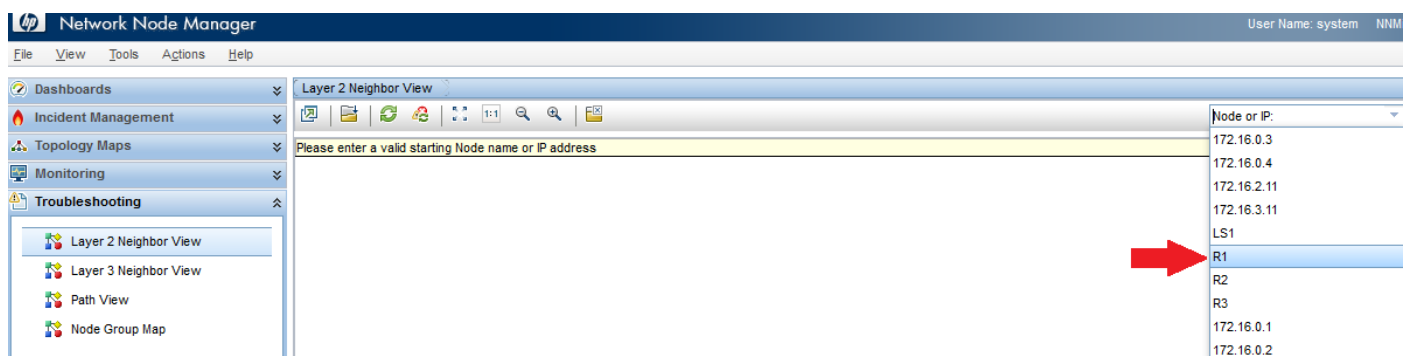 hp Network Node Manager
User Name: system NNM
File View Tools Actions Help
Dashboards
Incident Management
Topology Maps
Monitoring
Troubleshooting
Layer 2 Neighbor View
Layer 3 Neighbor View
Path View
Node Group Map
Layer 2 Neighbor View
1:1
Please enter a valid starting Node name or IP address
Node or IP:
172.16.0.3
172.16.0.4
172.16.2.11
172.16.3.11
LS1
R1
R2
R3
172.16.0.1
172.16.0.2